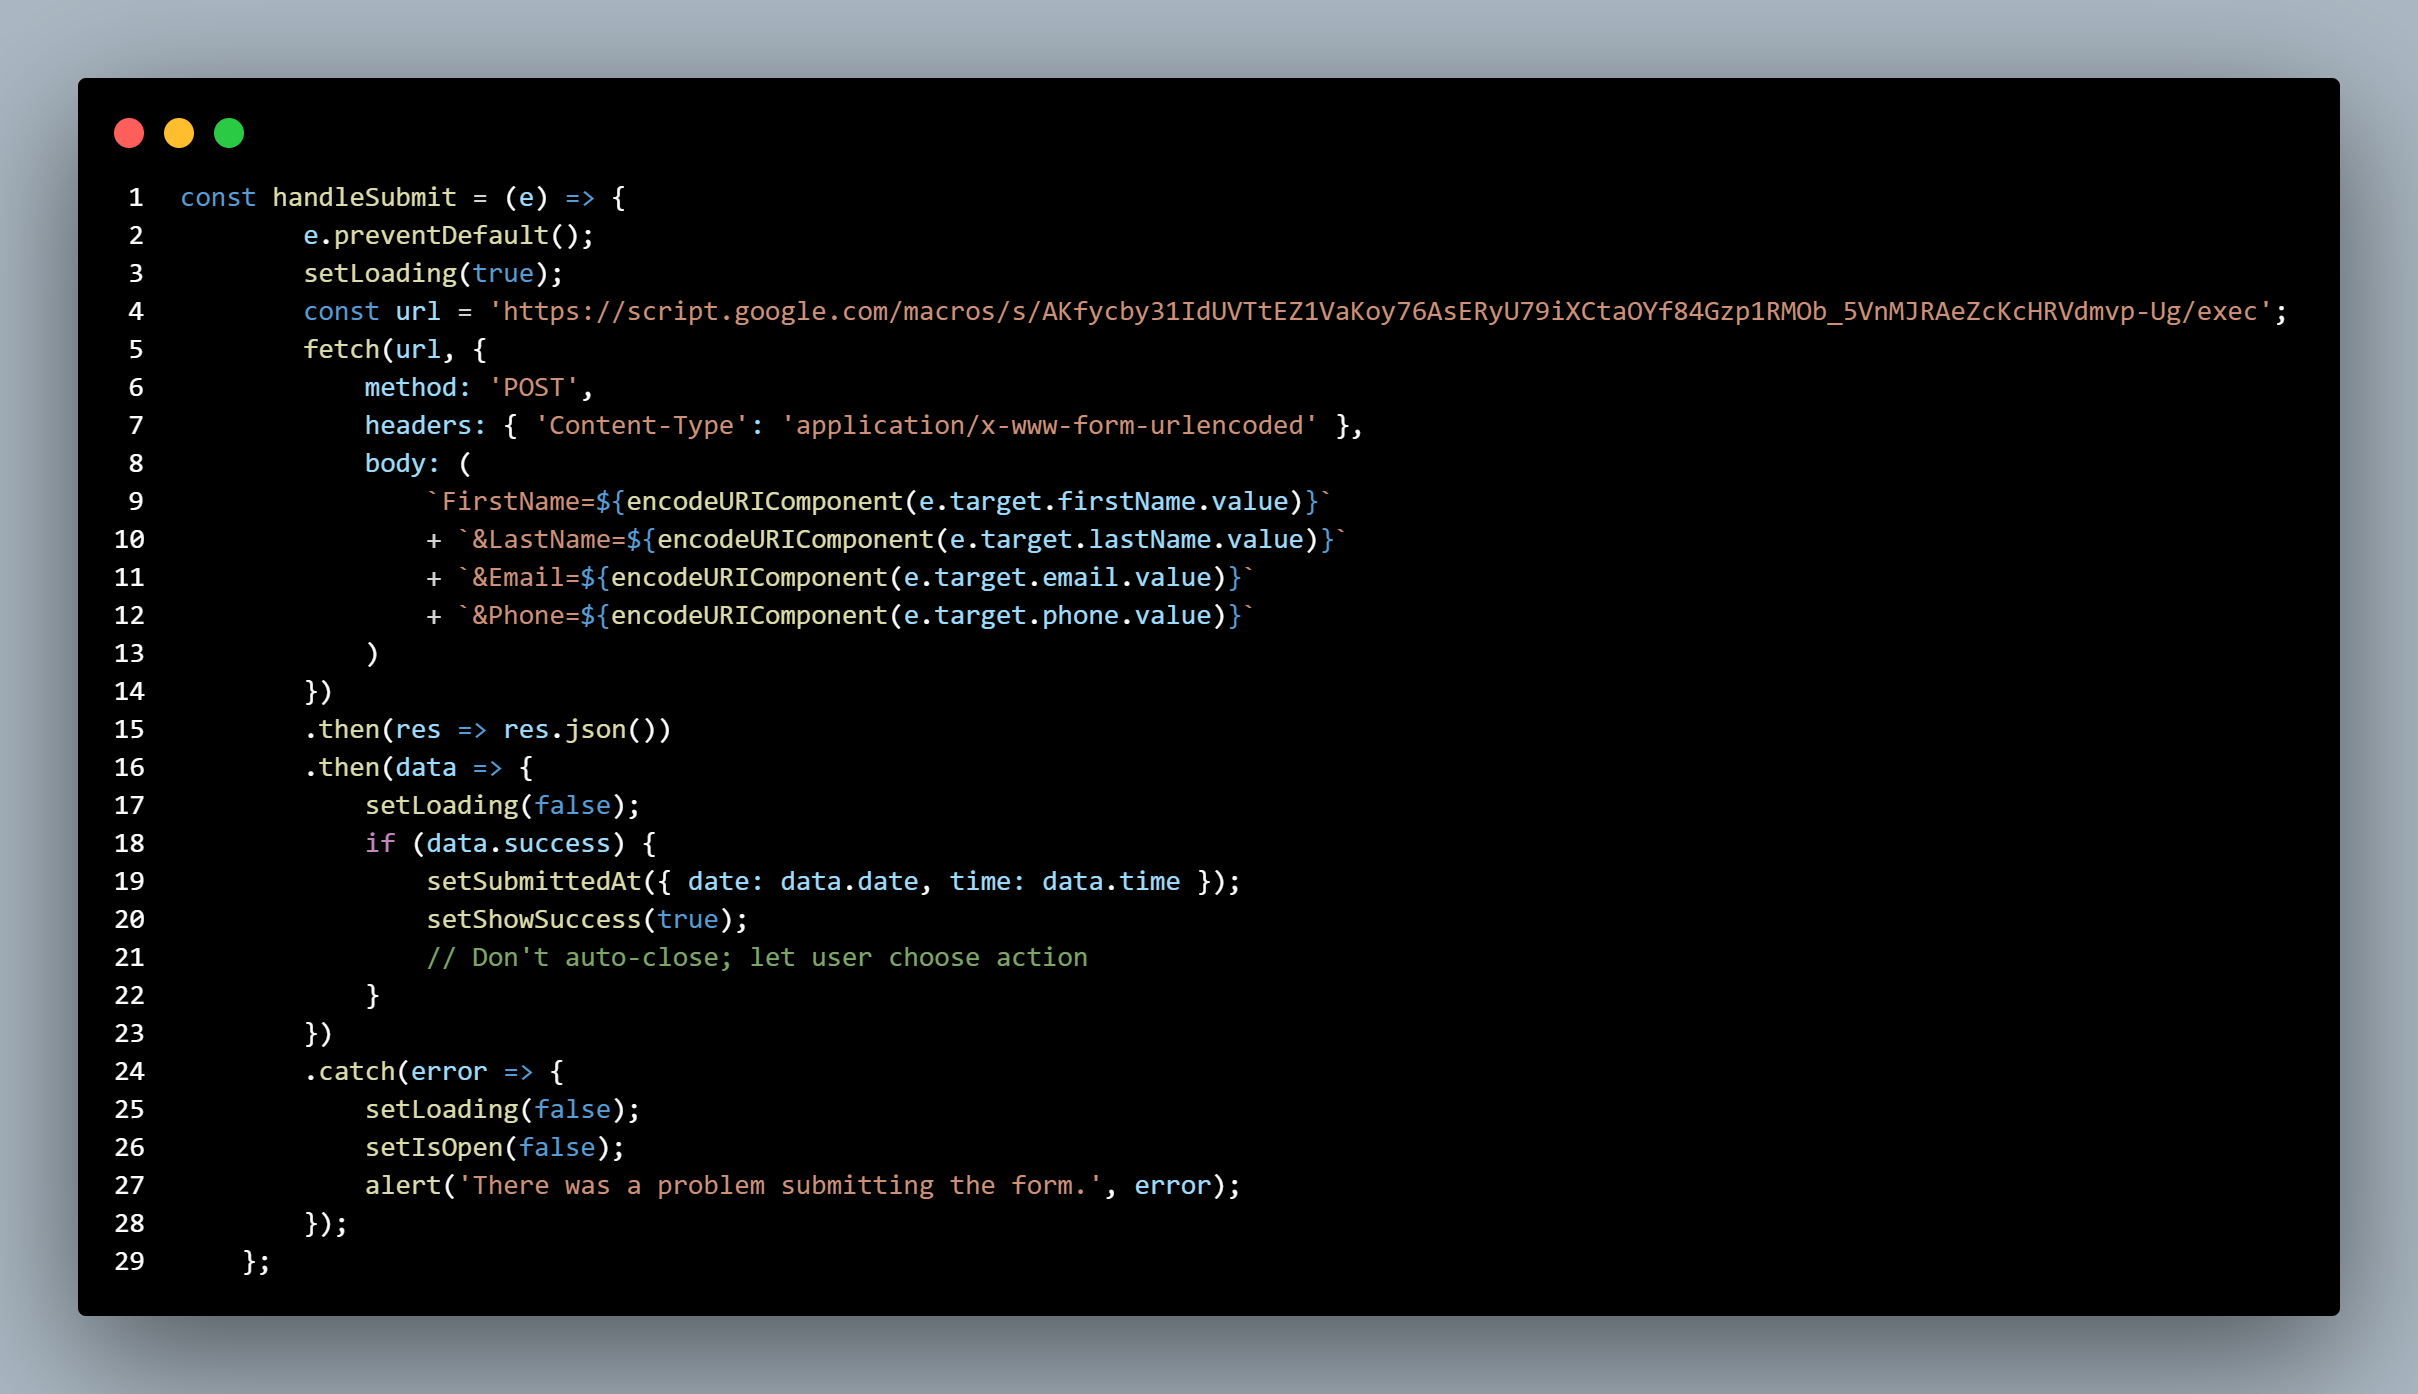 1 const handleSubmit = (e) => {
2 e.preventDefault();
3 setLoading(true);
4 const url = 'https://script.google.com/macros/s/AKfycby31IdUVTtEZ1VaKoy76AsERyU79iXCtaOYf84Gzp1RMOb_5VnMJRAeZcKcHRVdmvp-Ug/exec';
5 fetch(url, {
6 method: 'POST',
7 headers: { 'Content-Type': 'application/x-www-form-urlencoded' },
8 body: (
9 `FirstName=${encodeURIComponent(e.target.firstName.value)}`
10 + `&LastName=${encodeURIComponent(e.target.lastName.value)}`
11 + `&Email=${encodeURIComponent(e.target.email.value)}`
12 + `&Phone=${encodeURIComponent(e.target.phone.value)}`
13 )
14 })
15 .then(res => res.json())
16 .then(data => {
17 setLoading(false);
18 if (data.success) {
19 setSubmittedAt({ date: data.date, time: data.time });
20 setShowSuccess(true);
21 // Don't auto-close; let user choose action
22 }
23 })
24 .catch(error => {
25 setLoading(false);
26 setIsOpen(false);
27 alert('There was a problem submitting the form.', error);
28 });
29 };